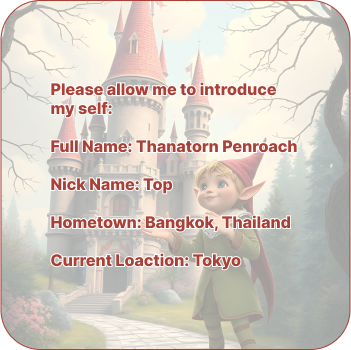 Please allow me to introduce
my self:
Full Name: Thanatorn Penroach
Nick Name: Top
Hometown: Bangkok, Thailand
Current Loaction: Tokyo